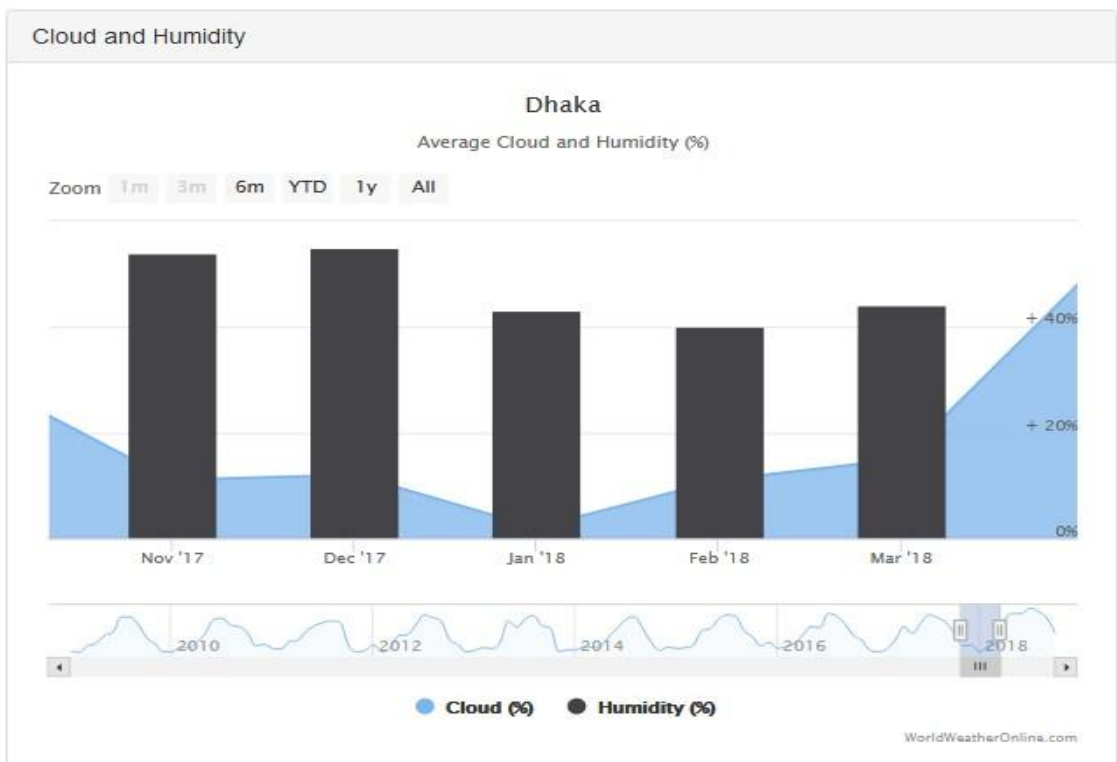 Cloud and Humidity
Dhaka
Average Cloud and Humidity (%)
Zoom 1m 3m 6m YTD 1y All
+ 40%
+ 20%
0%
Nov '17 Dec '17 Jan '18 Feb '18 Mar '18
2010 2012 2014 2016 2018
Cloud (%) Humidity (%)
WorldWeatherOnline.com